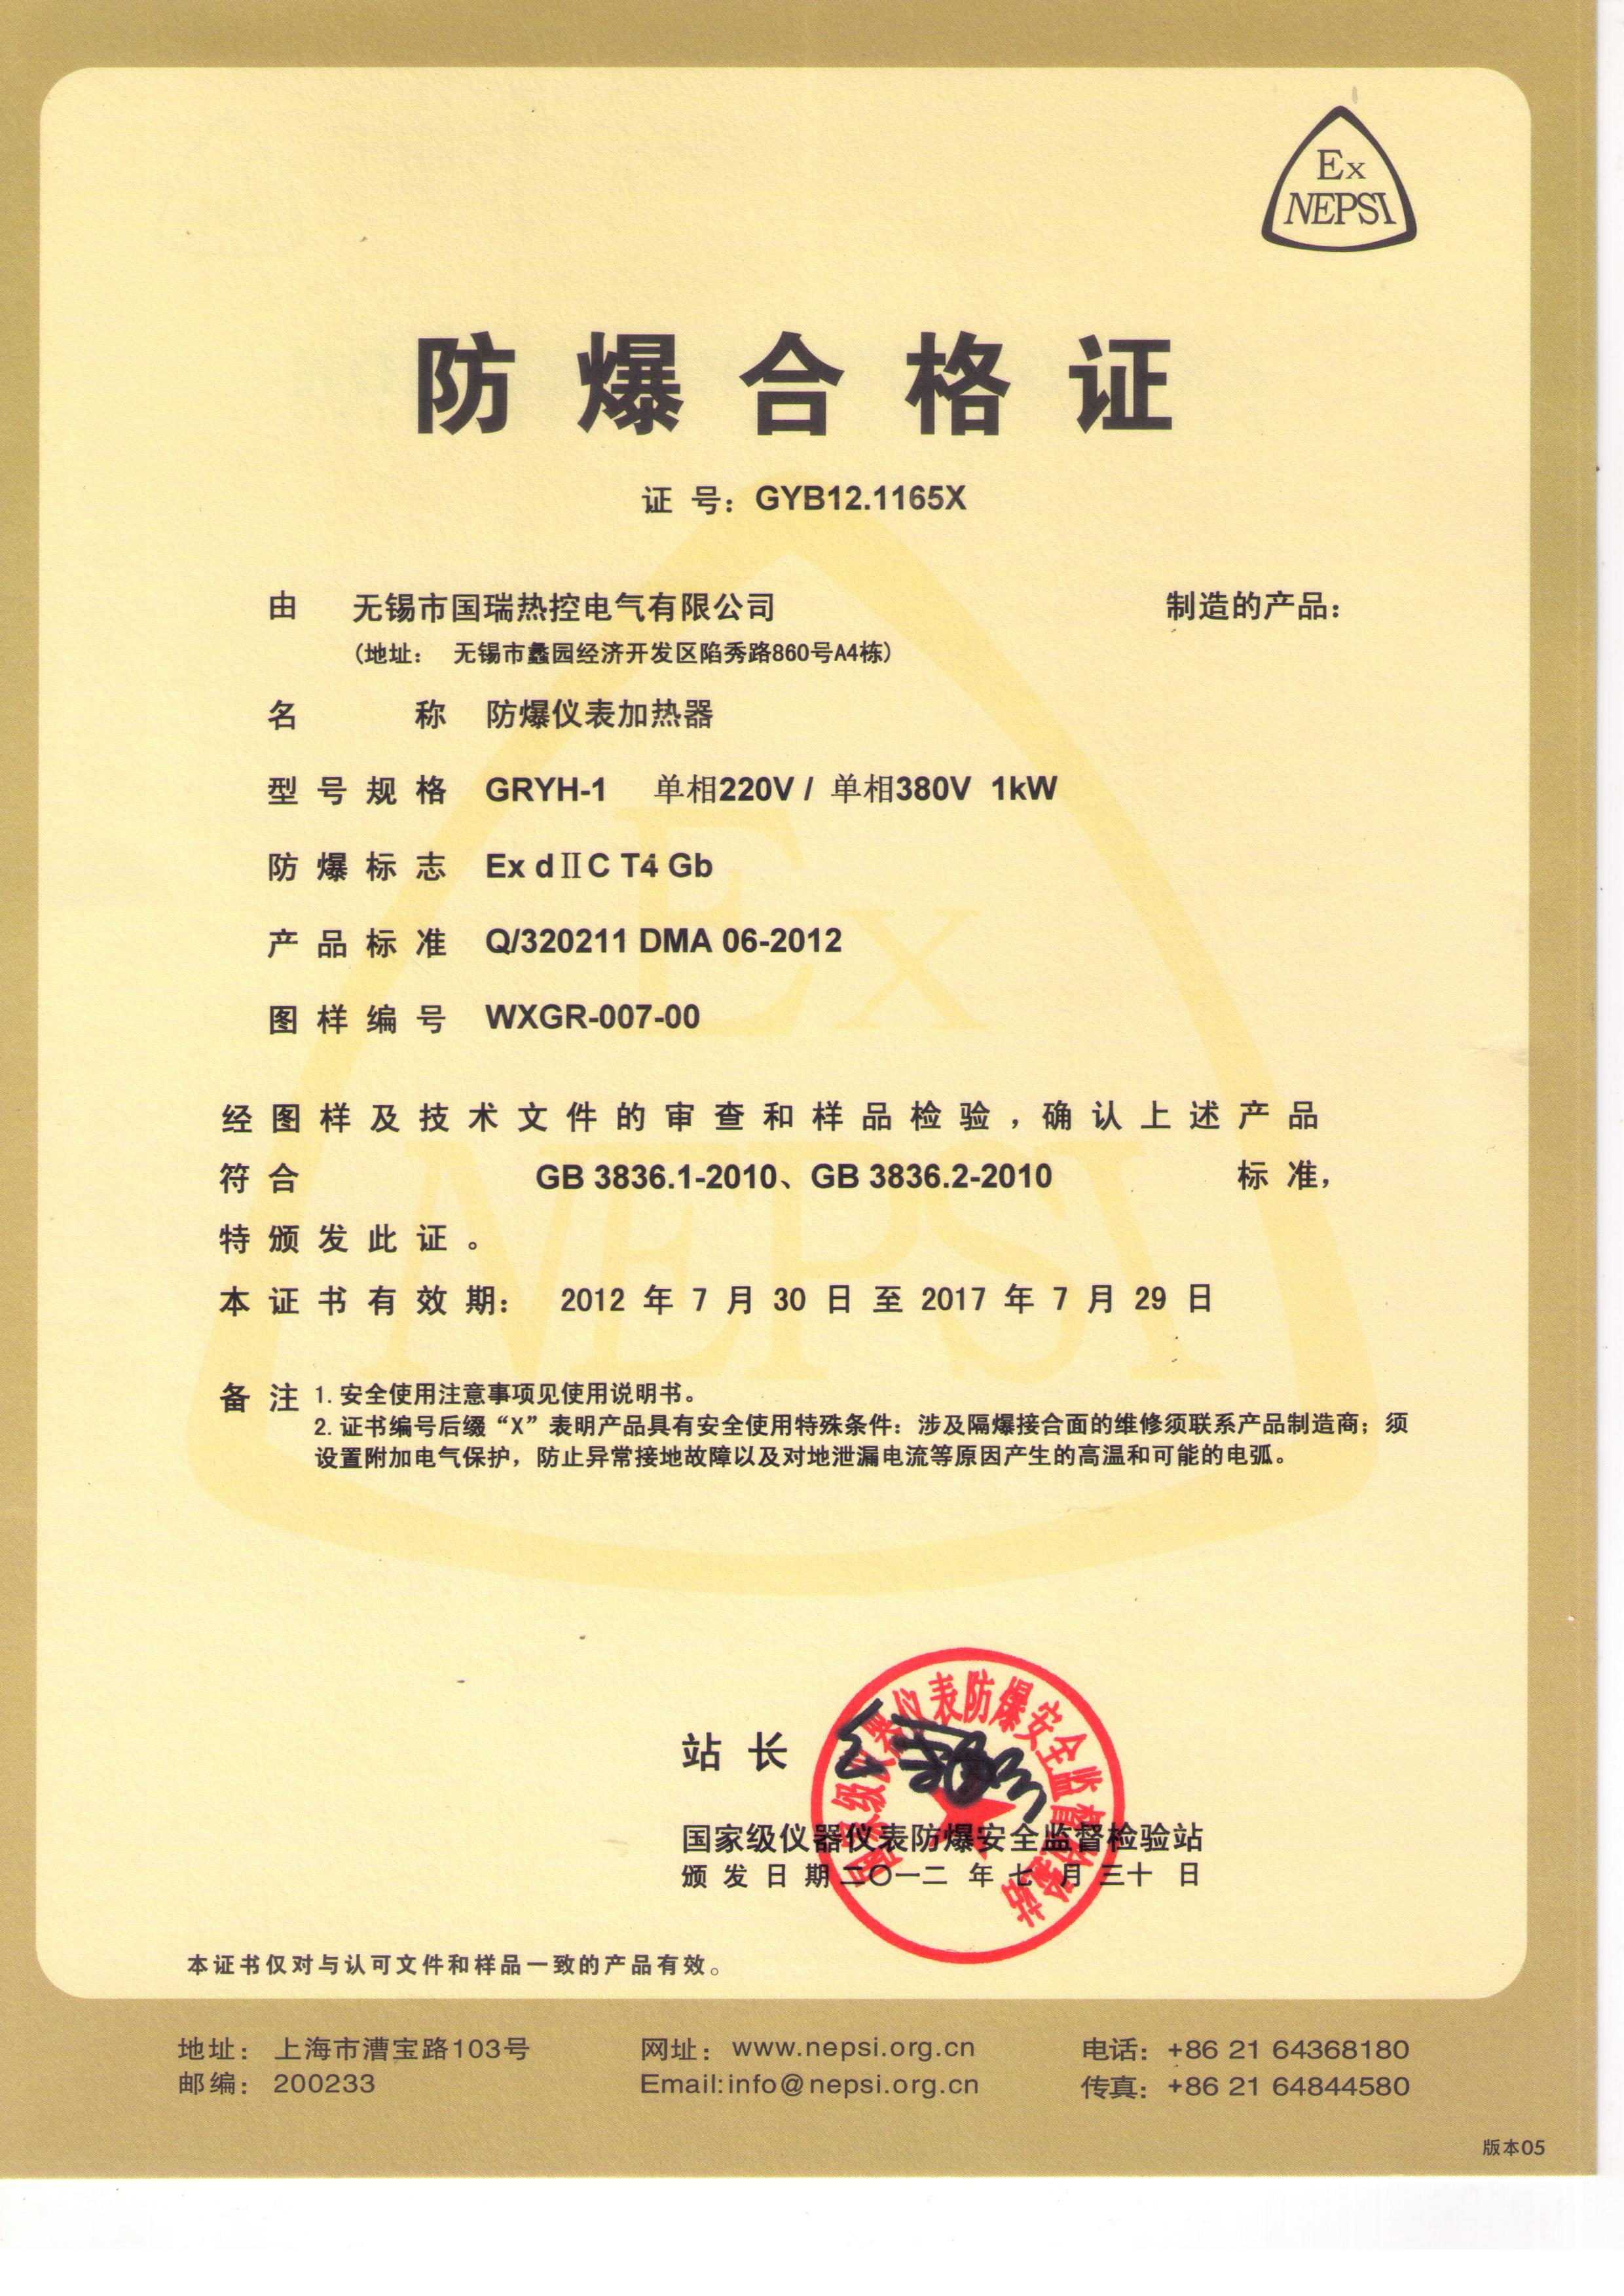 Ex
NEPSI
防爆合格证
证 号：GYB12.1165X
由 无锡市国瑞热控电气有限公司 制造的产品：
(地址： 无锡市蠡园经济开发区陷秀路860号A4栋)
名 称 防爆仪表加热器
型号规格 GRYH-1 单相220V / 单相380V 1kW
防爆标志 Ex dⅡC T4 Gb
产品标准 Q/320211 DMA 06-2012
图样编号 WXGR-007-00
经图样及技术文件的审查和样品检验，确认上述产品
符合 GB 3836.1-2010、GB 3836.2-2010 标准，
特颁发此证。
本证书有效期： 2012 年 7 月 30 日 至 2017 年 7 月 29 日
备注 1. 安全使用注意事项见使用说明书。
2. 证书编号后缀“X”表明产品具有安全使用特殊条件：涉及隔爆接合面的维修须联系产品制造商；须
设置附加电气保护，防止异常接地故障以及对地泄漏电流等原因产生的高温和可能的电弧。
站长
国家级仪器仪表防爆安全监督检验站
国家级仪器仪表防爆安全监督检验站
颁发日期二〇一二 年 七 月 三十 日
本证书仅对与认可文件和样品一致的产品有效。
地址： 上海市漕宝路103号 网址： www.nepsi.org.cn 电话： +86 21 64368180
邮编： 200233 Email:info@nepsi.org.cn 传真： +86 21 64844580
版本05